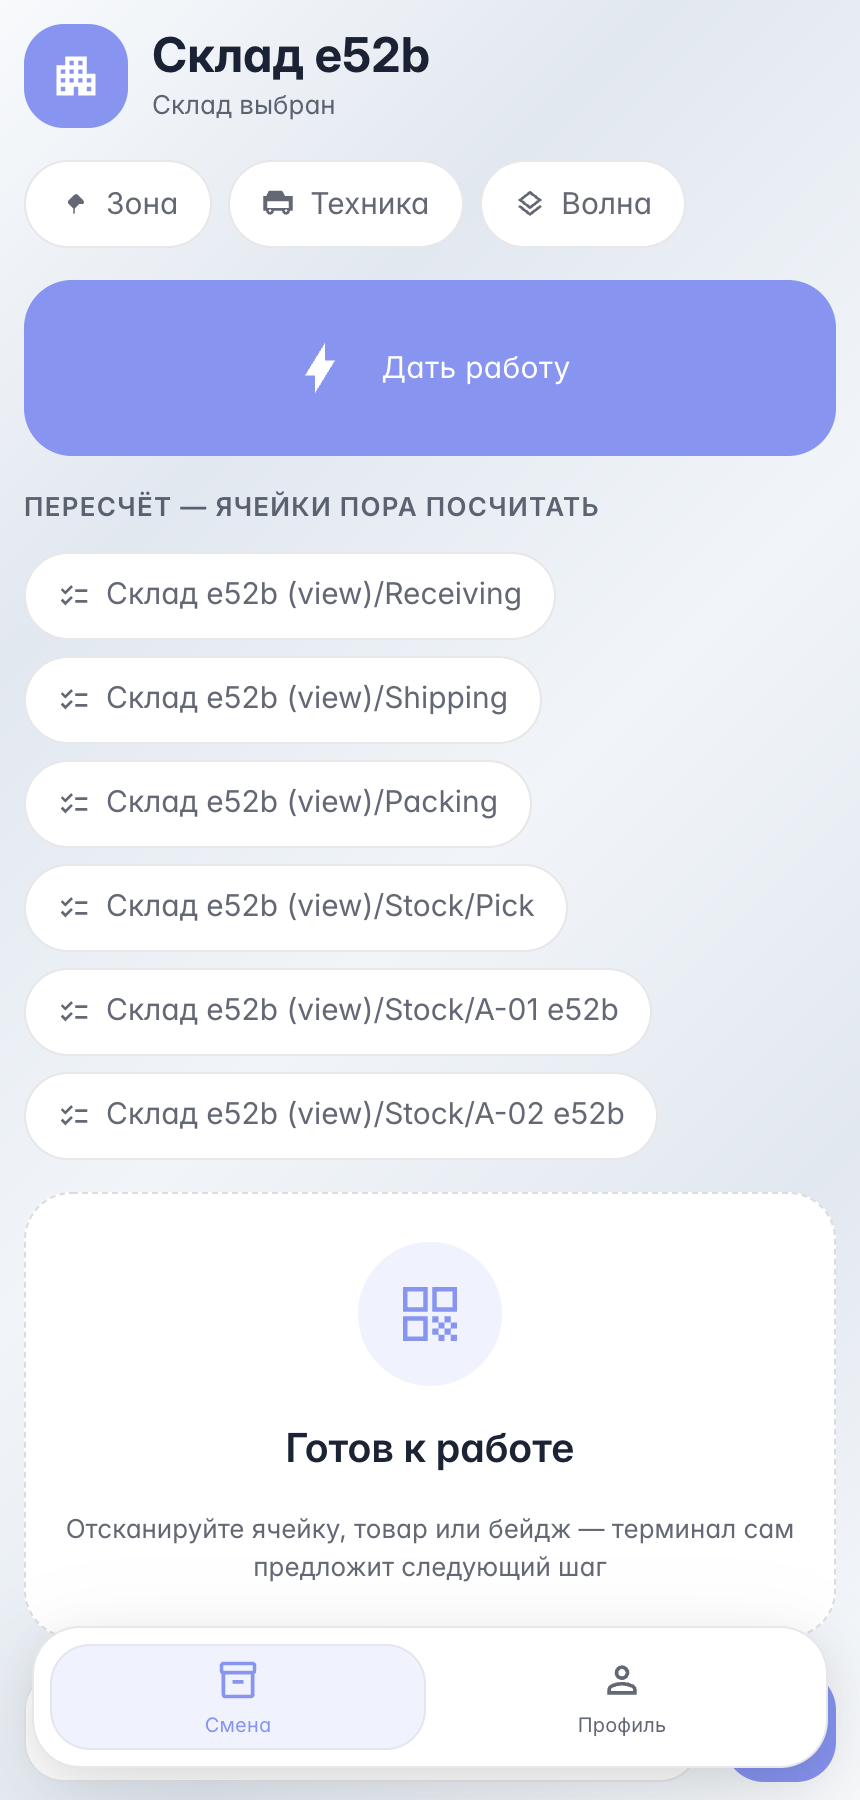 Склад e52b
Склад выбран
Зона
Техника
Волна
Дать работу
ПЕРЕСЧЁТ — ЯЧЕЙКИ ПОРА ПОСЧИТАТЬ
Склад e52b (view)/Receiving
Склад e52b (view)/Shipping
Склад e52b (view)/Packing
Склад e52b (view)/Stock/Pick
Склад e52b (view)/Stock/A-01 e52b
Склад e52b (view)/Stock/A-02 e52b
Готов к работе
Отсканируйте ячейку, товар или бейдж — терминал сам
предложит следующий шаг
Смена
Профиль